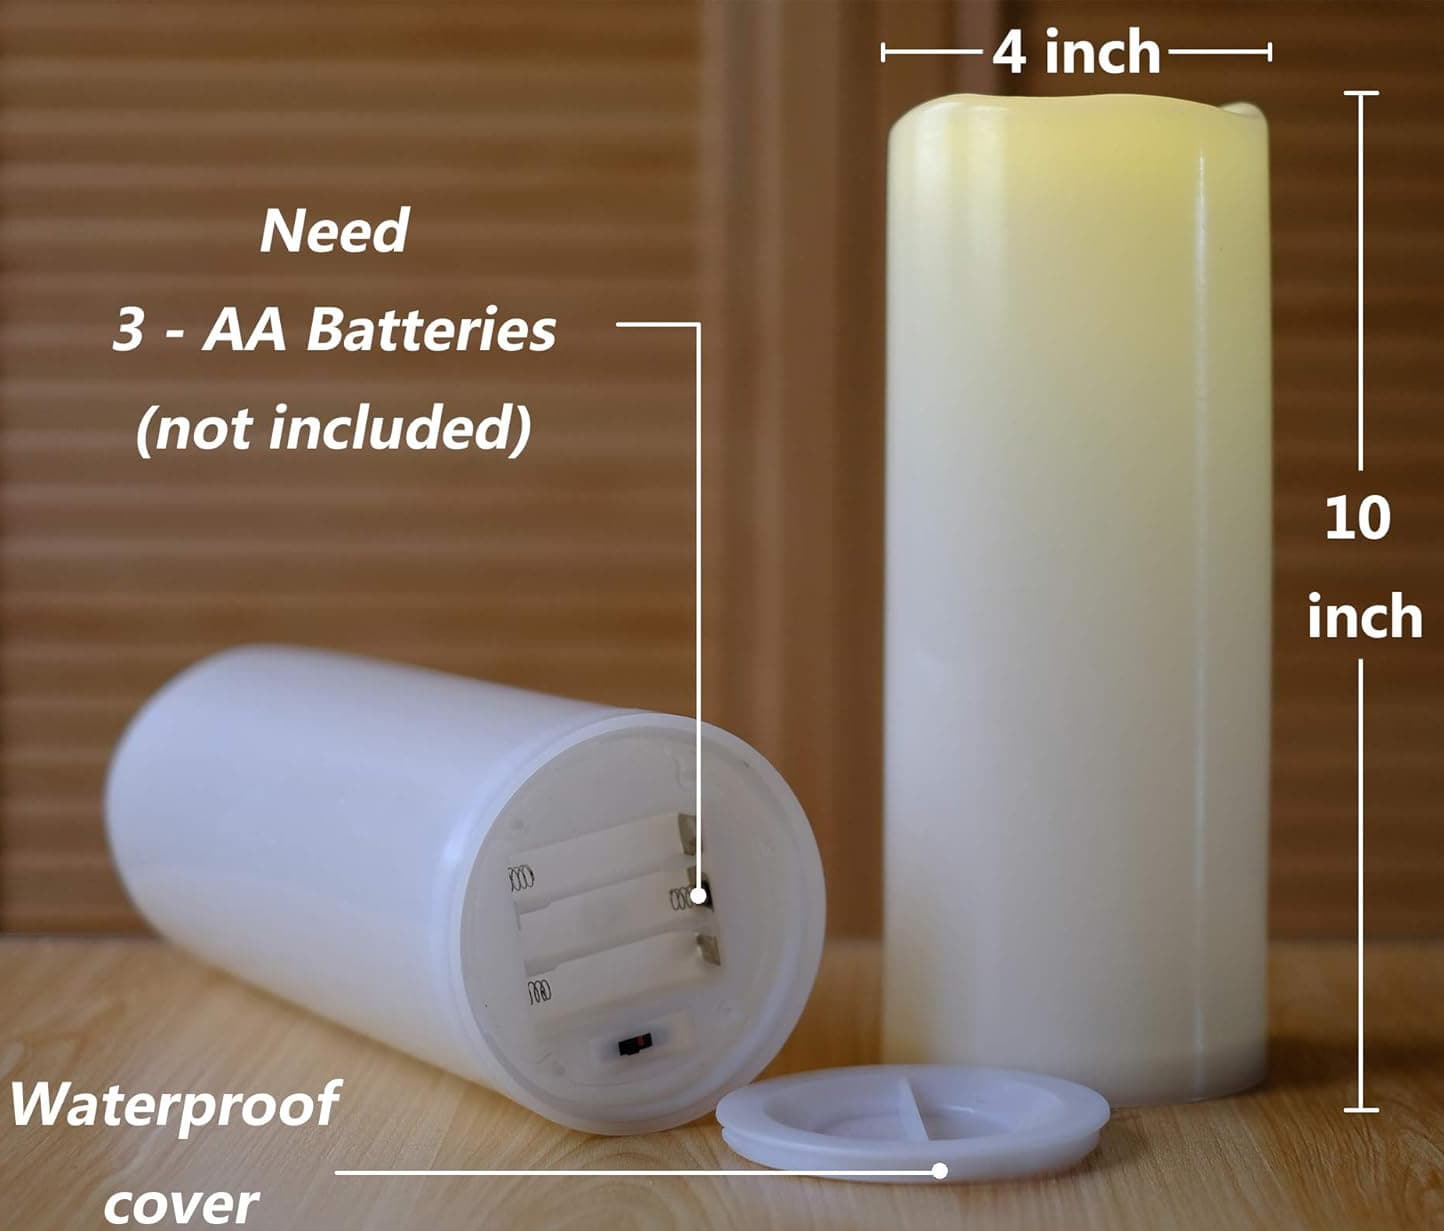 4 inch
Need
3 - AA Batteries
(not included)
10
inch
Waterproof
cover